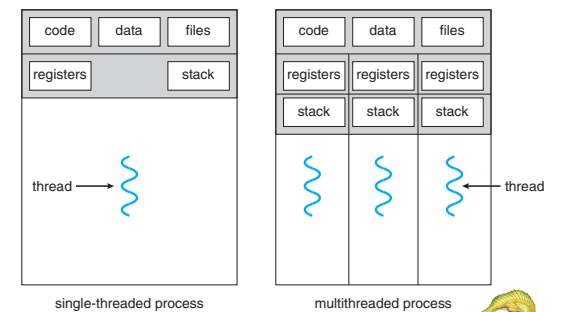 code data files
registers stack
thread
single-threaded process
code data files
registers registers registers
stack stack stack
thread
multithreaded process